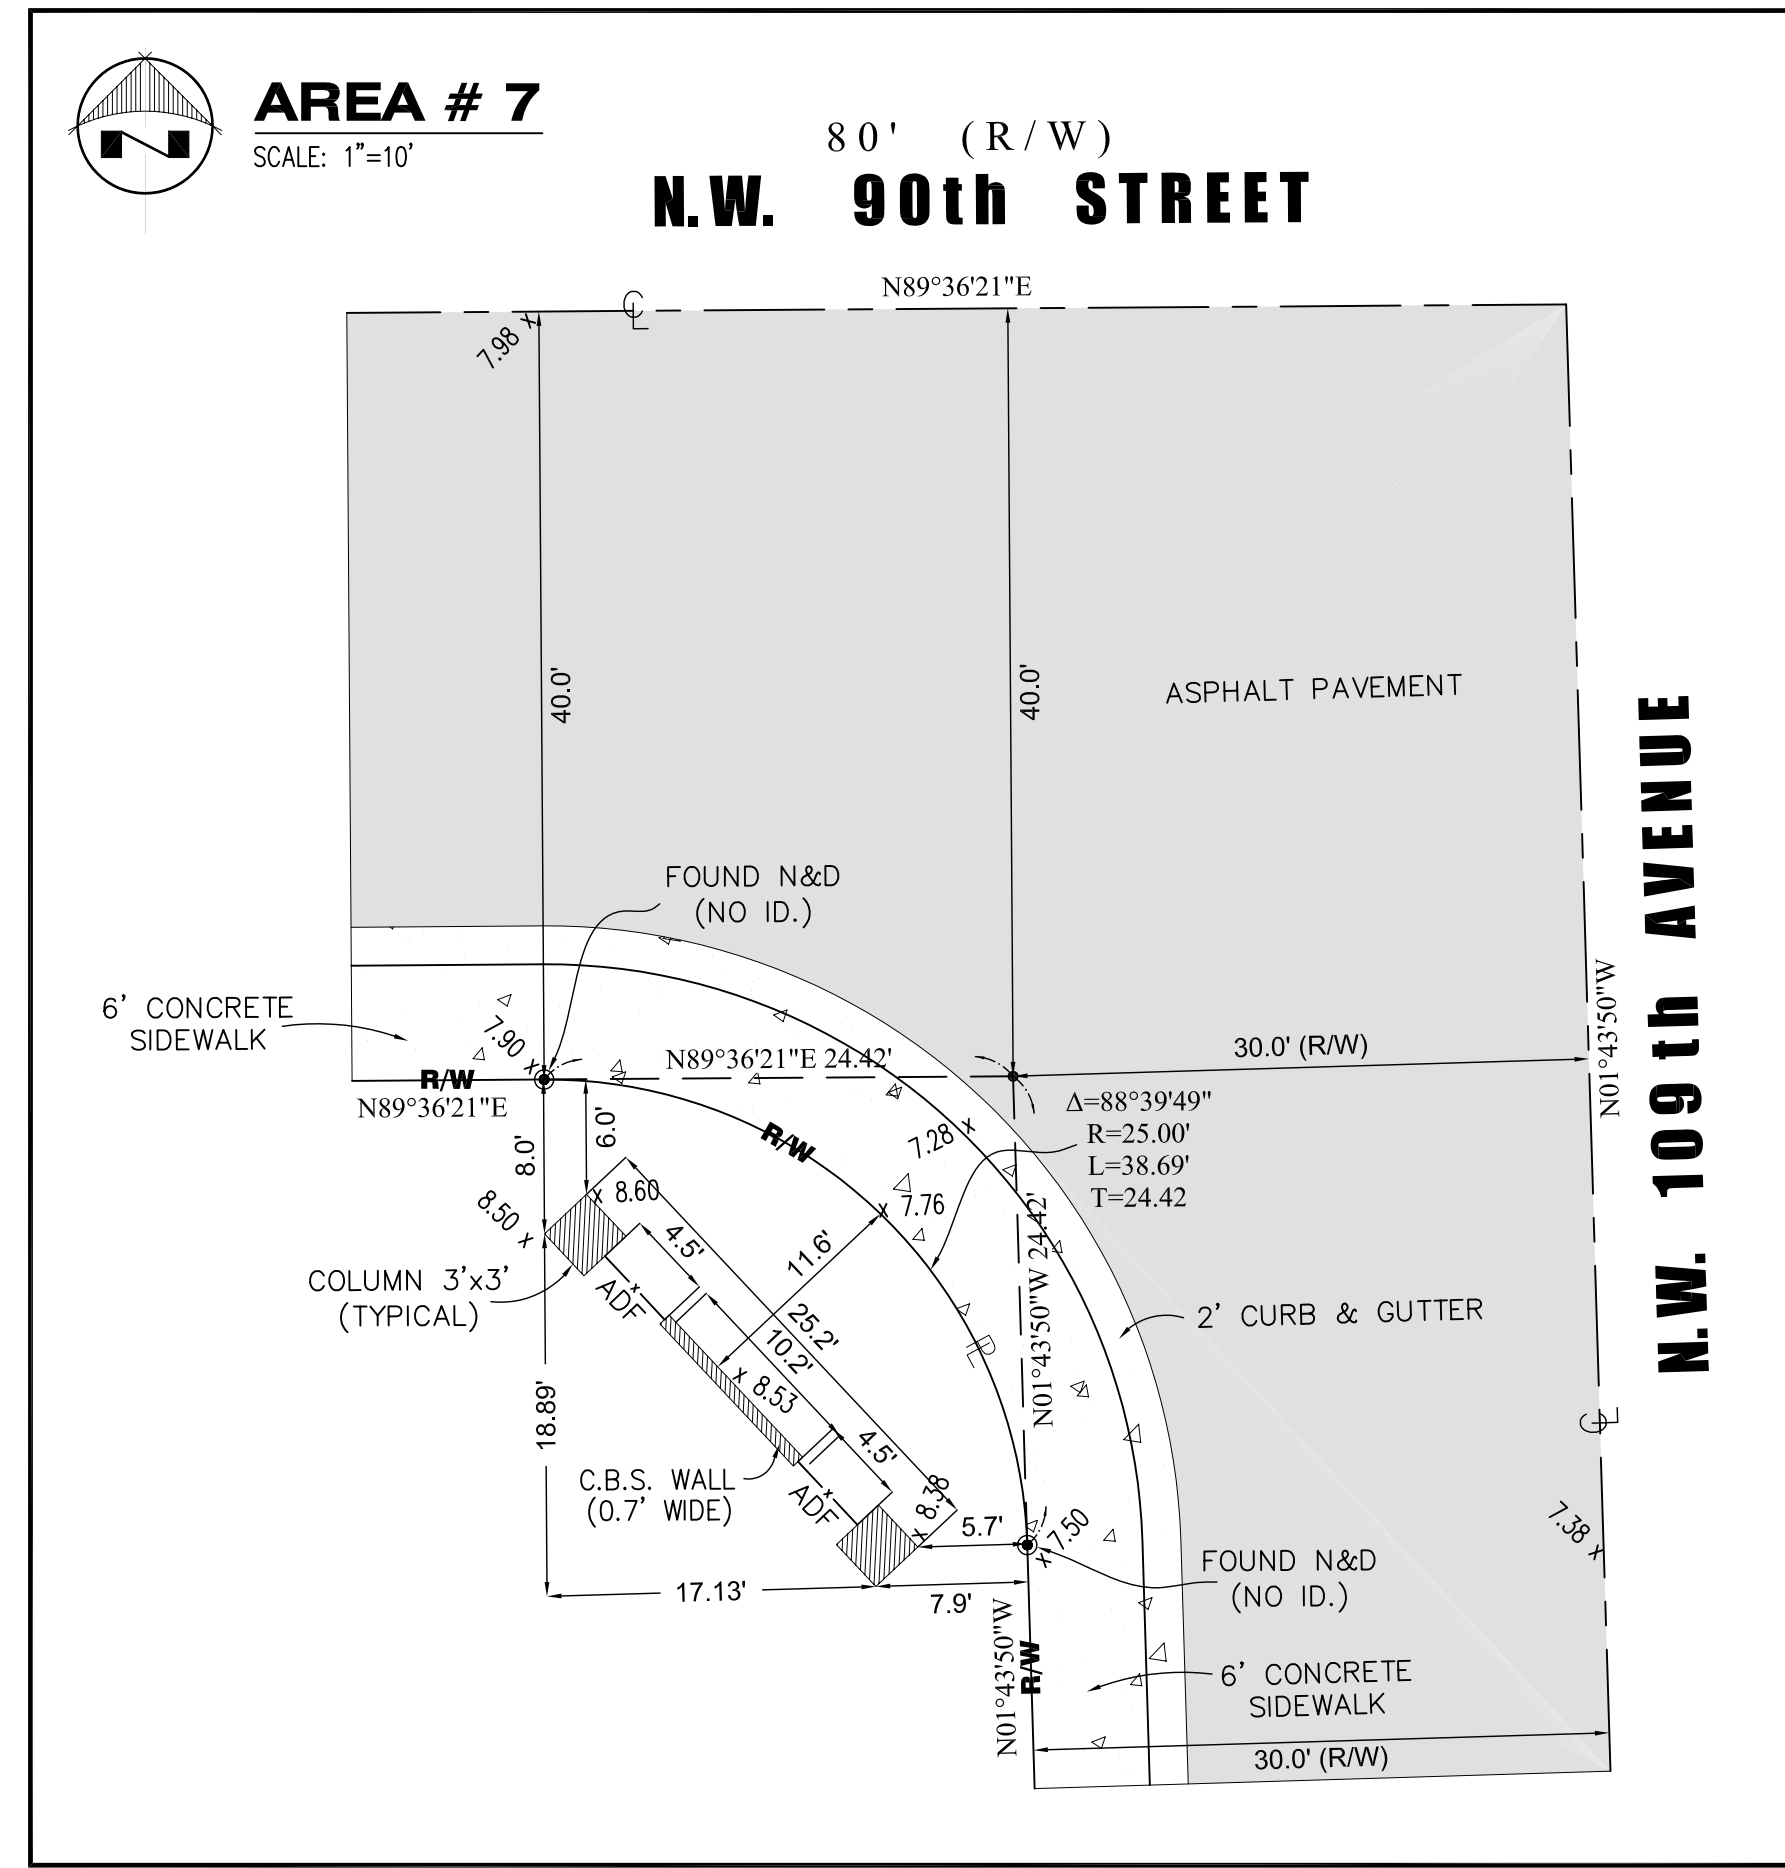 AREA # 7
SCALE: 1"=10'
N
80' (R/W)
N.W. 90th STREET
N89°36'21"E
CL
7.98 x
40.0'
40.0'
ASPHALT PAVEMENT
N.W. 109th AVENUE
FOUND N&D
(NO ID.)
6' CONCRETE
SIDEWALK
7.90 x
N89°36'21"E 24.42'
30.0' (R/W)
N01°43'50"W
R/W
N89°36'21"E
8.0'
6.0'
R/W
7.28 x
Δ=88°39'49"
R=25.00'
L=38.69'
T=24.42
x 8.60
8.50 x
x 7.76
4.5'
11.6'
N01°43'50"W 24.42'
COLUMN 3'x3'
(TYPICAL)
ADF
x
25.2'
10.2'
PL
2' CURB & GUTTER
x 8.53
18.89'
4.5'
CL
C.B.S. WALL
(0.7' WIDE)
ADF
x
x 8.38
5.7'
x 7.50
7.38 x
FOUND N&D
(NO ID.)
17.13'
7.9'
N01°43'50"W
R/W
6' CONCRETE
SIDEWALK
30.0' (R/W)